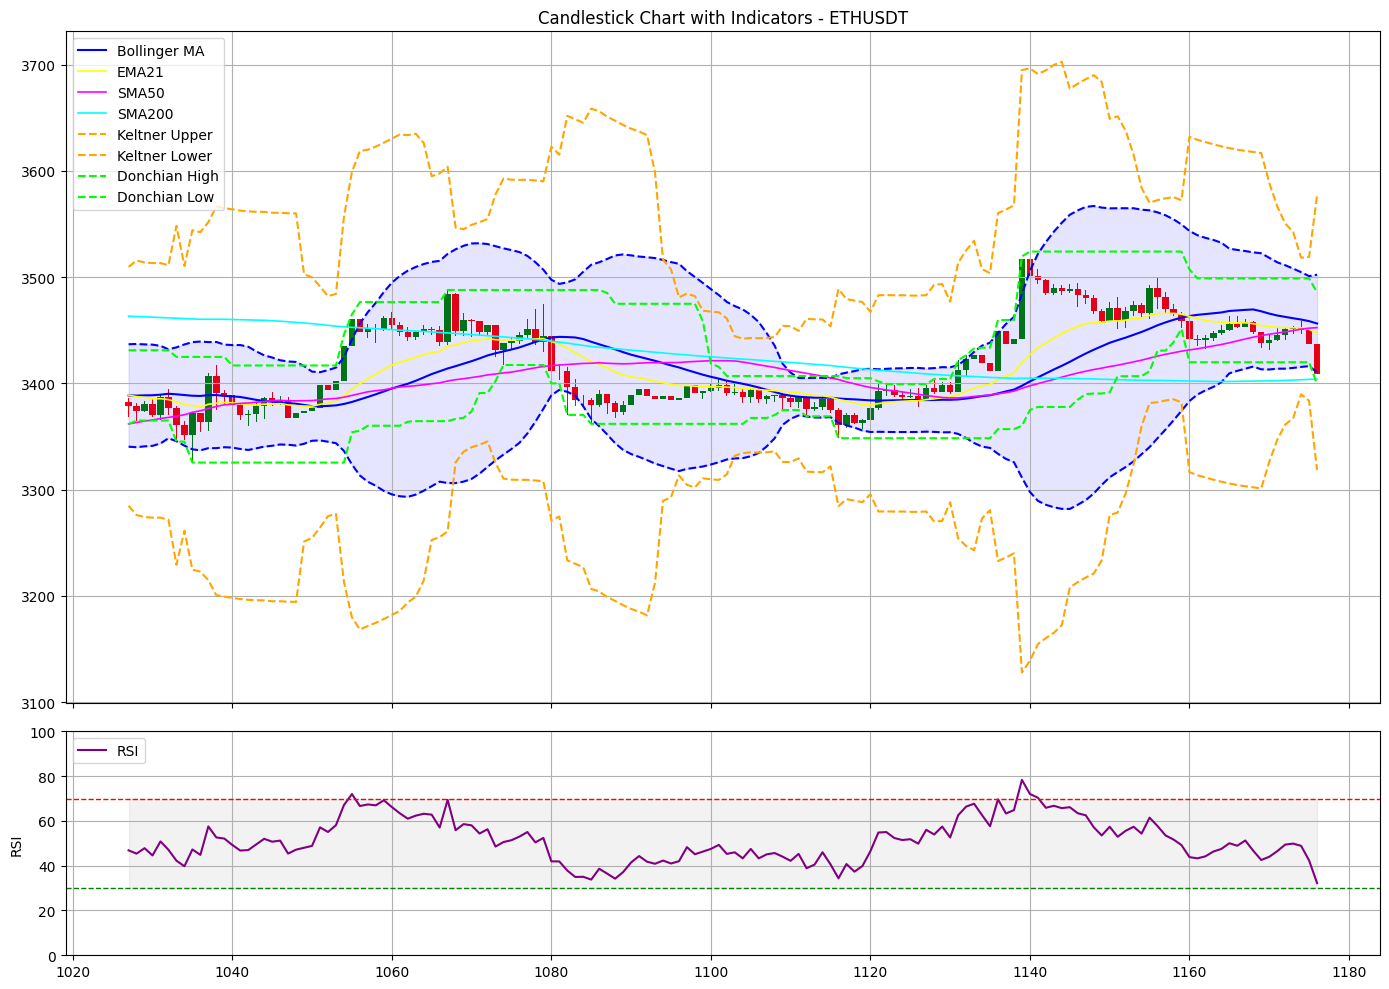 Candlestick Chart with Indicators - ETHUSDT
Bollinger MA
EMA21
SMA50
SMA200
Keltner Upper
Keltner Lower
Donchian High
Donchian Low
3700
3600
3500
3400
3300
3200
3100
RSI
100
80
60
40
20
0
RSI
1020 1040 1060 1080 1100 1120 1140 1160 1180